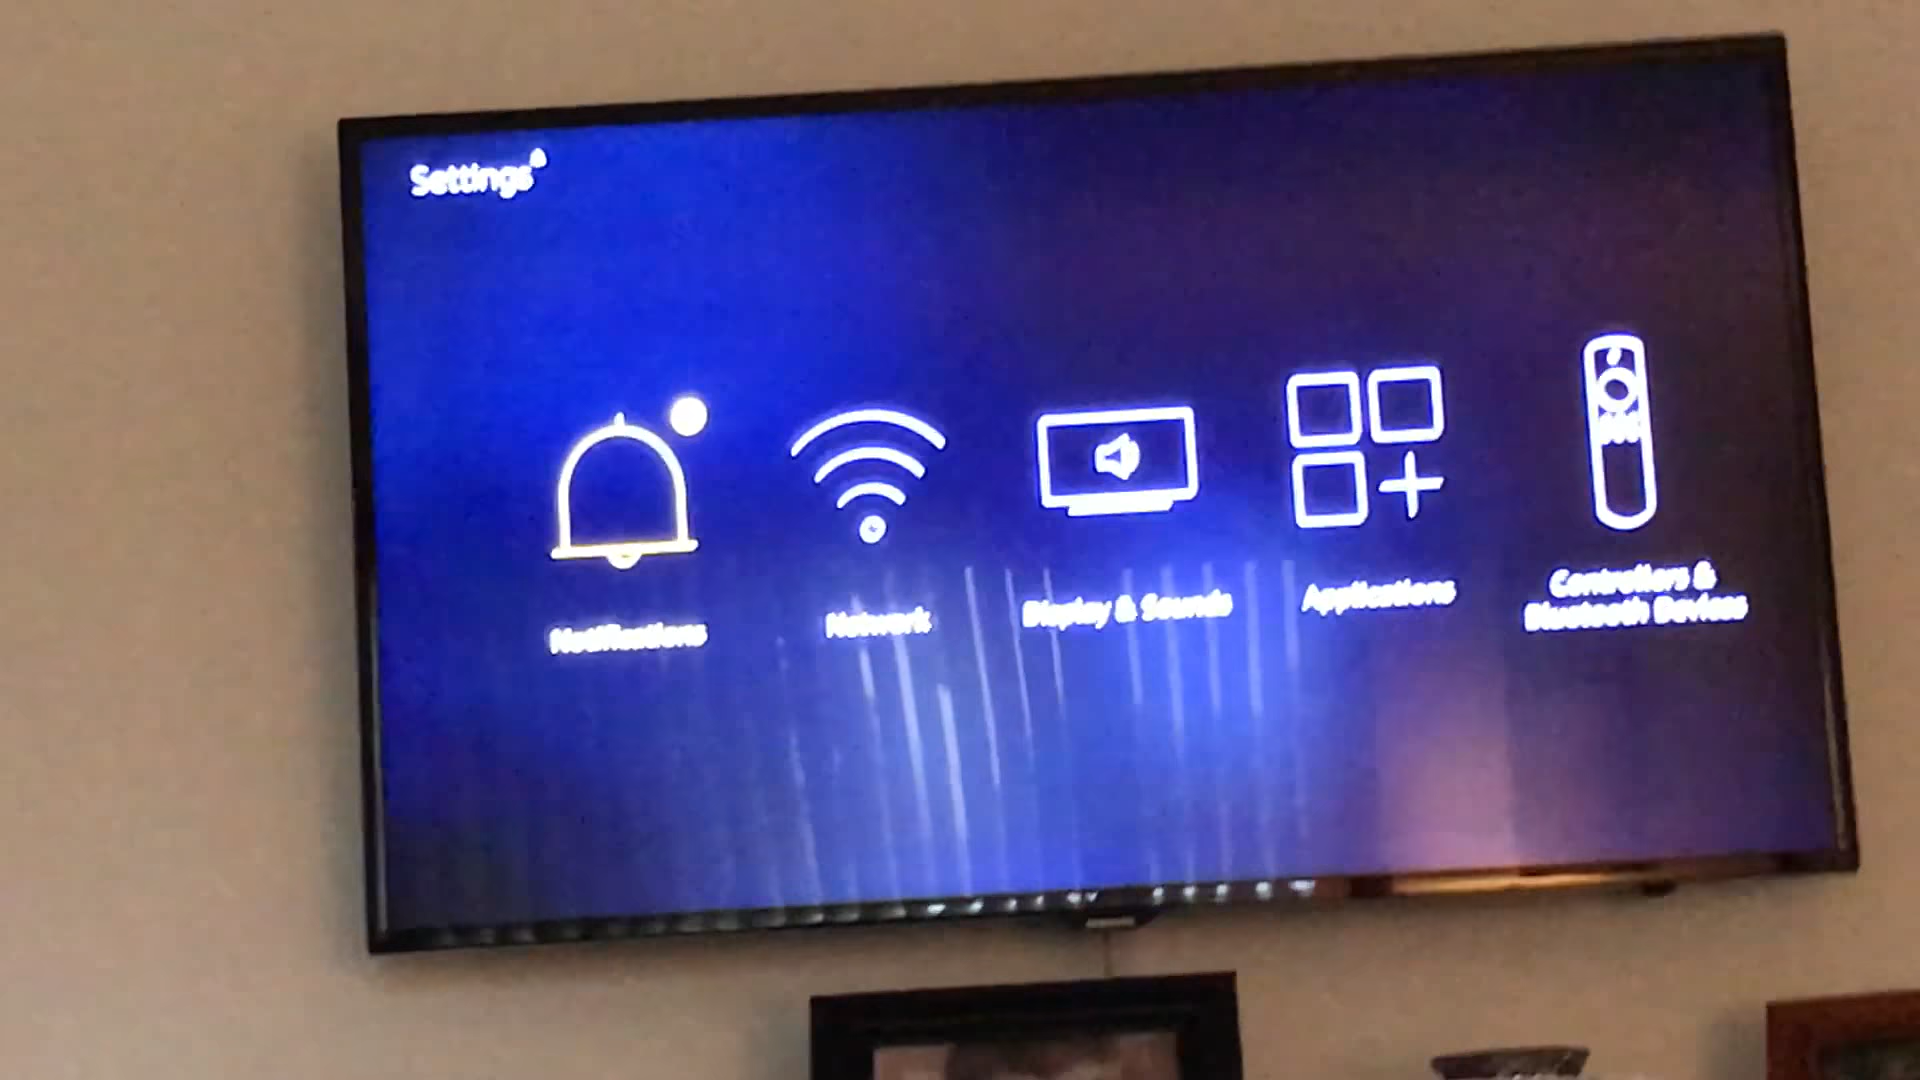 Settings
Notifications
Network
Display & Sounds
Applications
Controllers &
Bluetooth Devices